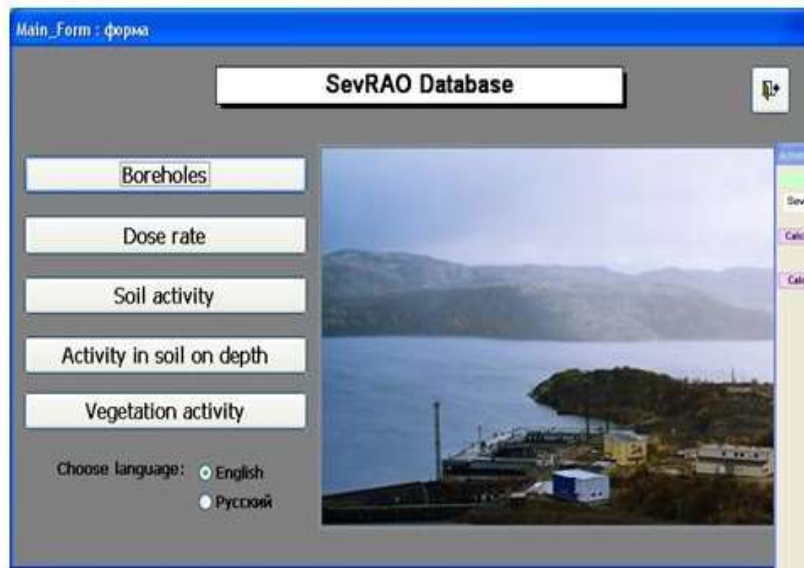 Main_Form : форма
SevRAO Database
Boreholes
Dose rate
Soil activity
Activity in soil on depth
Vegetation activity
Choose language:
English
Русский